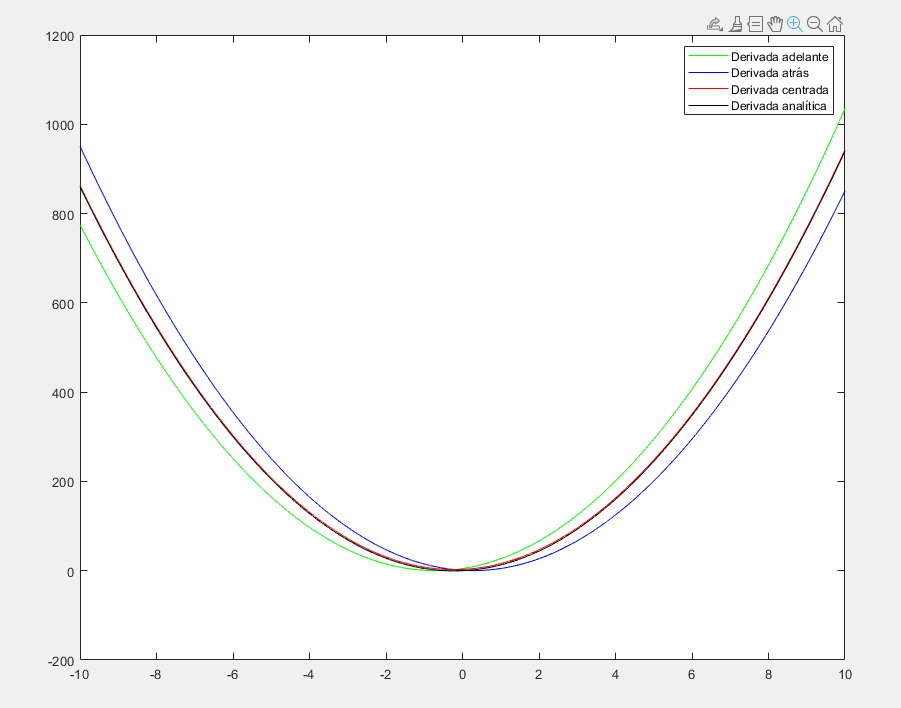 1200
1000
800
600
400
200
0
-200
-10 -8 -6 -4 -2 0 2 4 6 8 10
Derivada adelante
Derivada atrás
Derivada centrada
Derivada analítica